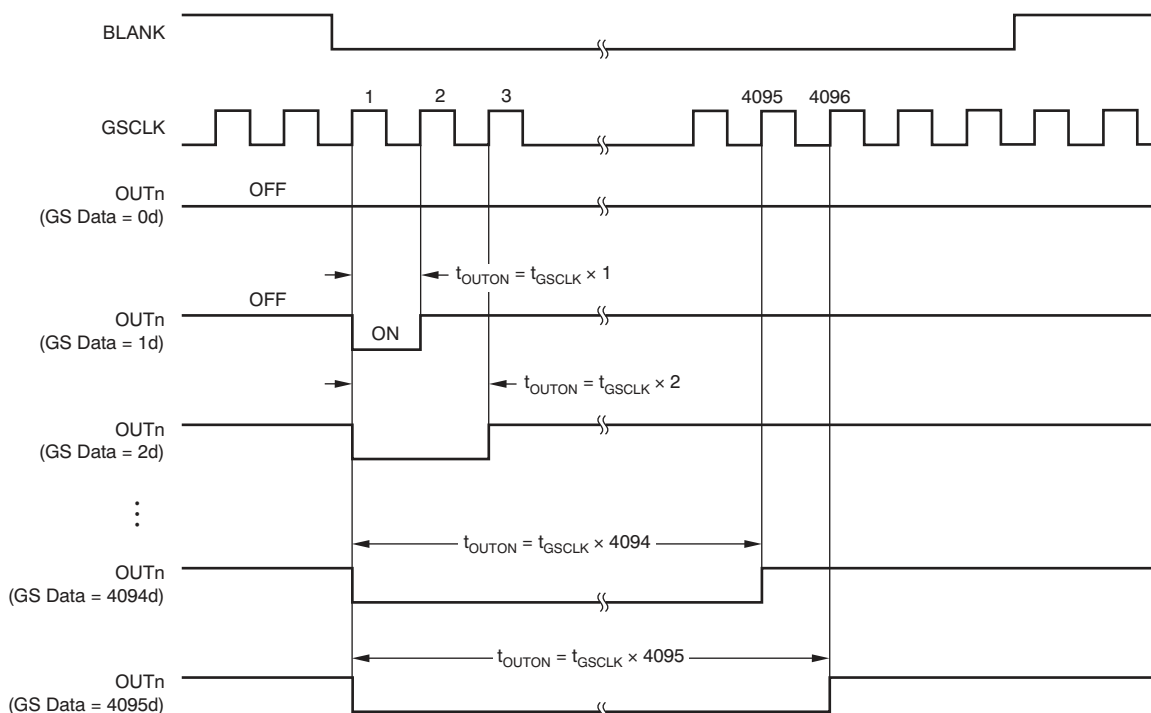 BLANK
1 2 3 4095 4096
GSCLK
OUTn
(GS Data = 0d)
OFF
tOUTON = tGSCLK × 1
OFF
OUTn
(GS Data = 1d)
ON
tOUTON = tGSCLK × 2
OUTn
(GS Data = 2d)
tOUTON = tGSCLK × 4094
OUTn
(GS Data = 4094d)
tOUTON = tGSCLK × 4095
OUTn
(GS Data = 4095d)